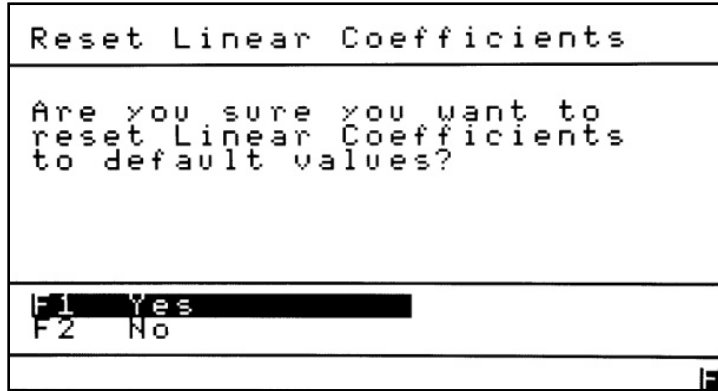 Reset Linear Coefficients
Are you sure you want to
reset Linear Coefficients
to default values?
F1 Yes
F2 No